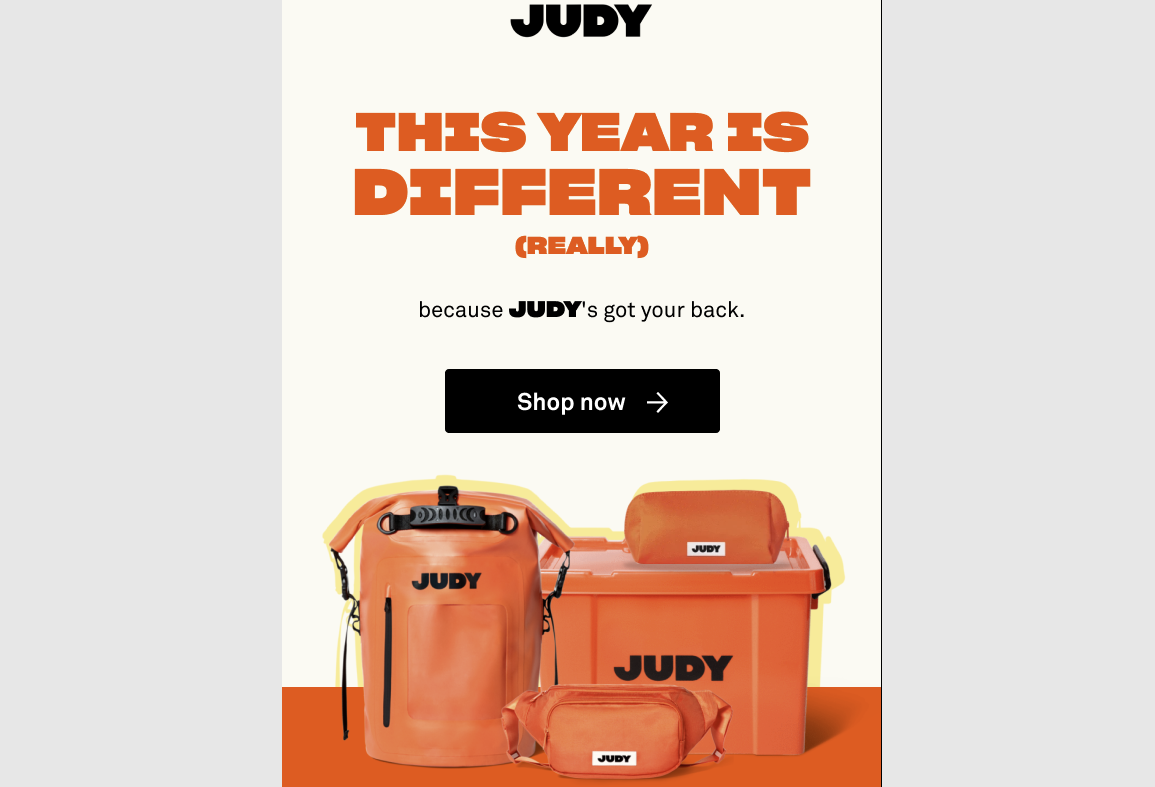 JUDY
THIS YEAR IS
DIFFERENT
(REALLY)
because JUDY's got your back.
Shop now →
JUDY
JUDY
JUDY
JUDY